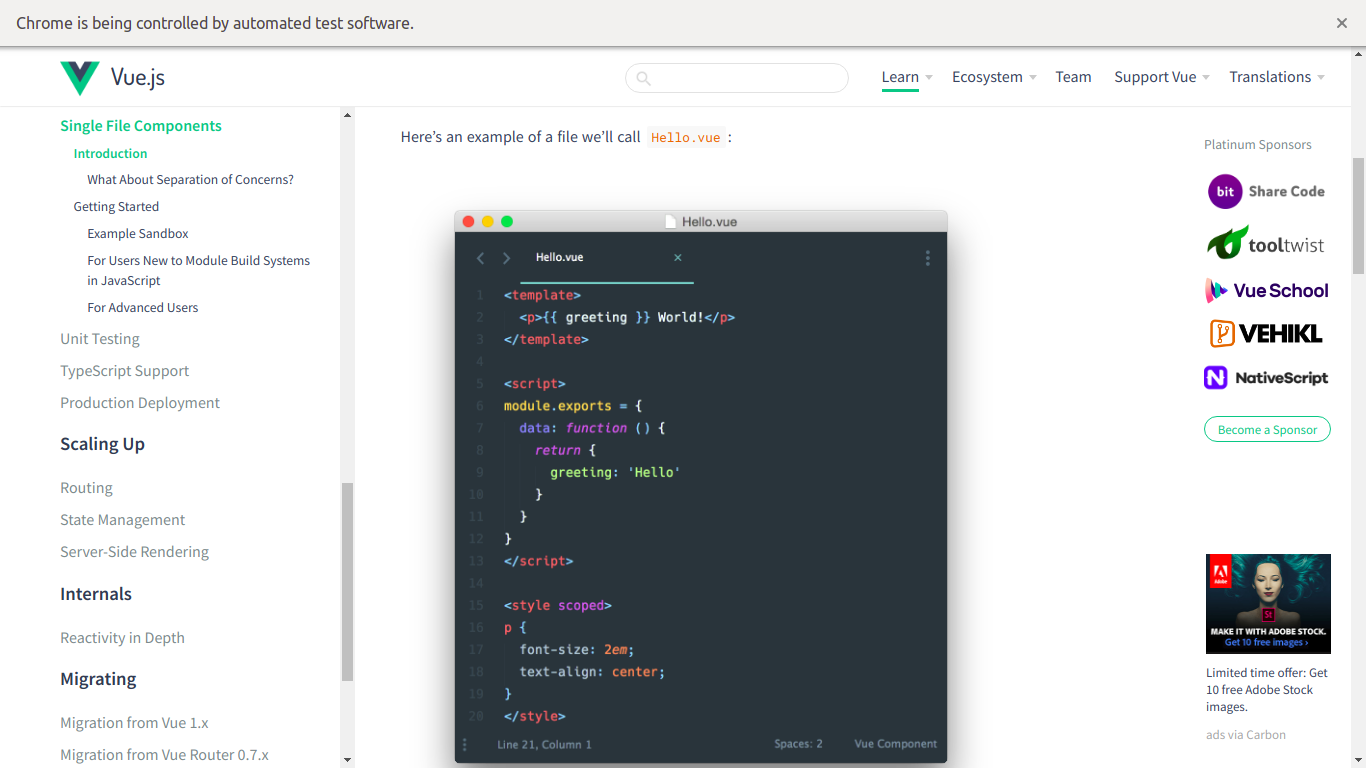 Chrome is being controlled by automated test software.
Vue.js
Learn
Ecosystem
Team
Support Vue
Translations
Single File Components
Introduction
What About Separation of Concerns?
Getting Started
Example Sandbox
For Users New to Module Build Systems
in JavaScript
For Advanced Users
Unit Testing
TypeScript Support
Production Deployment
Scaling Up
Routing
State Management
Server-Side Rendering
Internals
Reactivity in Depth
Migrating
Migration from Vue 1.x
Migration from Vue Router 0.7.x
Here's an example of a file we'll call Hello.vue :
Hello.vue
Hello.vue
1 <template>
2 <p>{{ greeting }} World!</p>
3 </template>
4
5 <script>
6 module.exports = {
7 data: function () {
8 return {
9 greeting: 'Hello'
10 }
11 }
12 }
13 </script>
14
15 <style scoped>
16 p {
17 font-size: 2em;
18 text-align: center;
19 }
20 </style>
Line 21, Column 1
Spaces: 2
Vue Component
Platinum Sponsors
bit Share Code
tooltwist
Vue School
VEHIKL
NativeScript
Become a Sponsor
Adobe
St
MAKE IT WITH ADOBE STOCK.
Get 10 free images ›
Limited time offer: Get
10 free Adobe Stock
images.
ads via Carbon